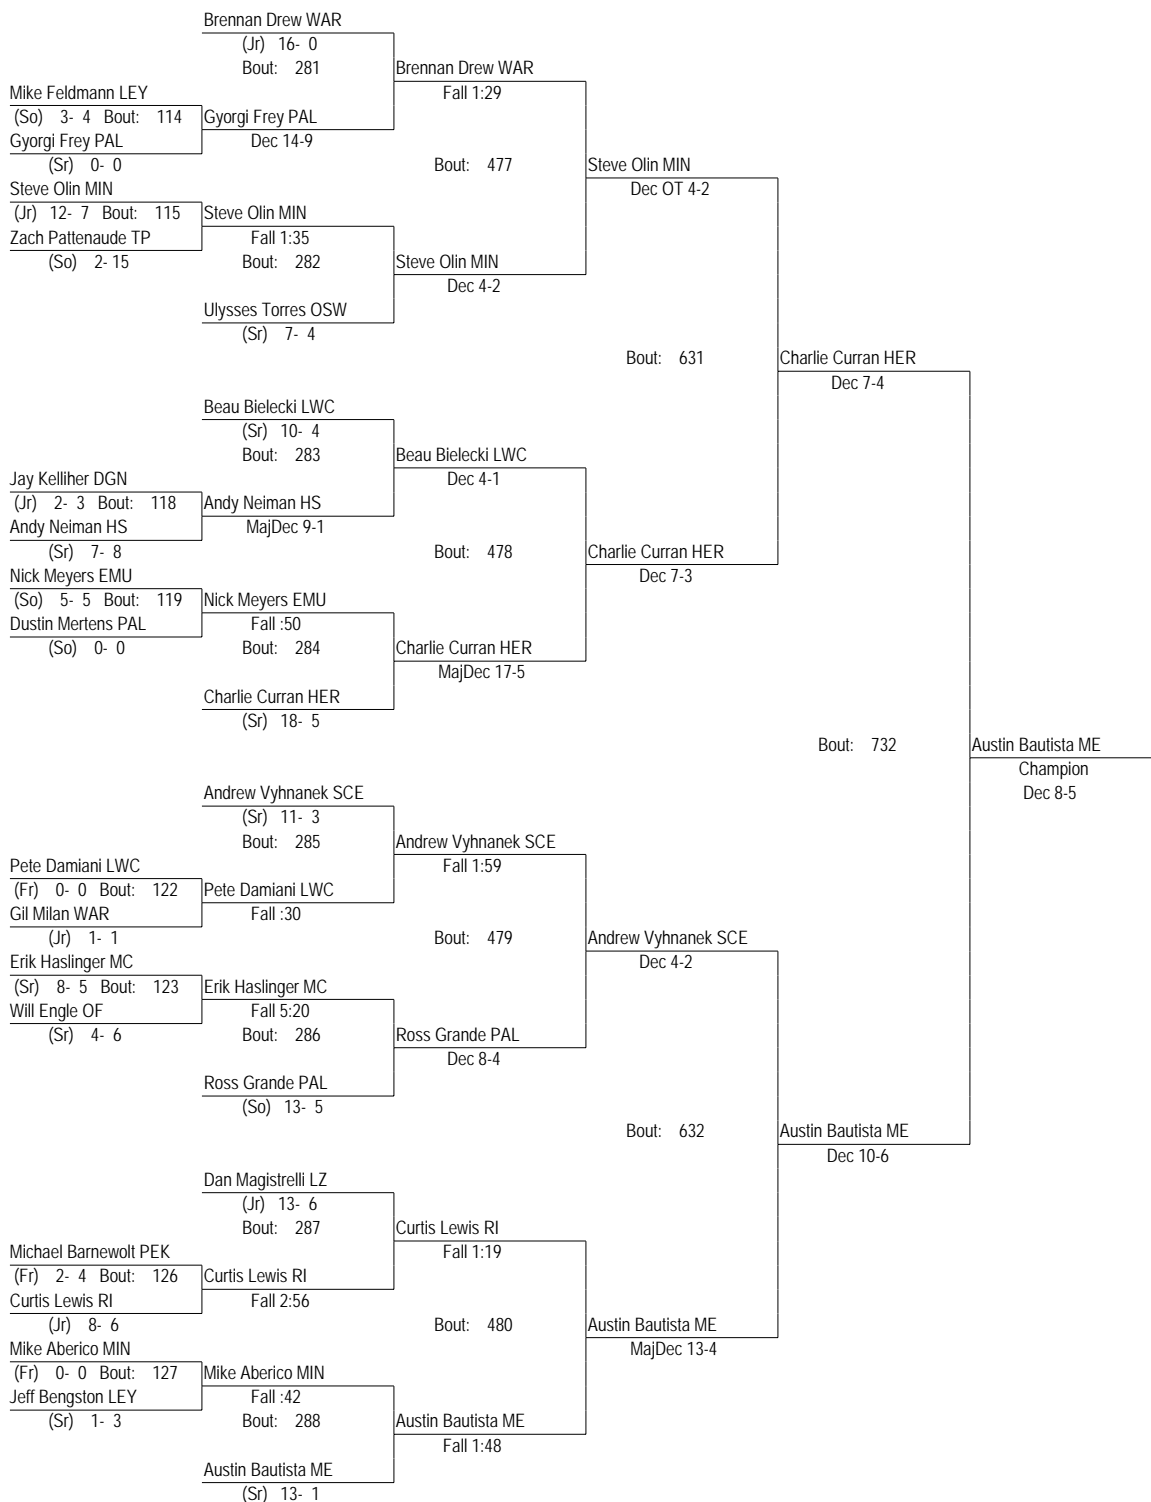 Brennan Drew WAR
(Jr) 16- 0
Bout: 281
Brennan Drew WAR
Fall 1:29
Mike Feldmann LEY
(So) 3- 4 Bout: 114
Gyorgi Frey PAL
Gyorgi Frey PAL
Dec 14-9
(Sr) 0- 0
Bout: 477
Steve Olin MIN
Dec OT 4-2
Steve Olin MIN
(Jr) 12- 7 Bout: 115
Steve Olin MIN
Zach Pattenaude TP
Fall 1:35
(So) 2- 15
Bout: 282
Steve Olin MIN
Dec 4-2
Ulysses Torres OSW
(Sr) 7- 4
Bout: 631
Charlie Curran HER
Dec 7-4
Beau Bielecki LWC
(Sr) 10- 4
Bout: 283
Beau Bielecki LWC
Dec 4-1
Jay Kelliher DGN
(Jr) 2- 3 Bout: 118
Andy Neiman HS
Andy Neiman HS
MajDec 9-1
(Sr) 7- 8
Bout: 478
Charlie Curran HER
Dec 7-3
Nick Meyers EMU
(So) 5- 5 Bout: 119
Nick Meyers EMU
Dustin Mertens PAL
Fall :50
(So) 0- 0
Bout: 284
Charlie Curran HER
MajDec 17-5
Charlie Curran HER
(Sr) 18- 5
Bout: 732
Austin Bautista ME
Champion
Dec 8-5
Andrew Vyhnanek SCE
(Sr) 11- 3
Bout: 285
Andrew Vyhnanek SCE
Fall 1:59
Pete Damiani LWC
(Fr) 0- 0 Bout: 122
Pete Damiani LWC
Gil Milan WAR
Fall :30
(Jr) 1- 1
Bout: 479
Andrew Vyhnanek SCE
Dec 4-2
Erik Haslinger MC
(Sr) 8- 5 Bout: 123
Erik Haslinger MC
Will Engle OF
Fall 5:20
(Sr) 4- 6
Bout: 286
Ross Grande PAL
Dec 8-4
Ross Grande PAL
(So) 13- 5
Bout: 632
Austin Bautista ME
Dec 10-6
Dan Magistrelli LZ
(Jr) 13- 6
Bout: 287
Curtis Lewis RI
Fall 1:19
Michael Barnewolt PEK
(Fr) 2- 4 Bout: 126
Curtis Lewis RI
Curtis Lewis RI
Fall 2:56
(Jr) 8- 6
Bout: 480
Austin Bautista ME
MajDec 13-4
Mike Aberico MIN
(Fr) 0- 0 Bout: 127
Mike Aberico MIN
Jeff Bengston LEY
Fall :42
(Sr) 1- 3
Bout: 288
Austin Bautista ME
Fall 1:48
Austin Bautista ME
(Sr) 13- 1